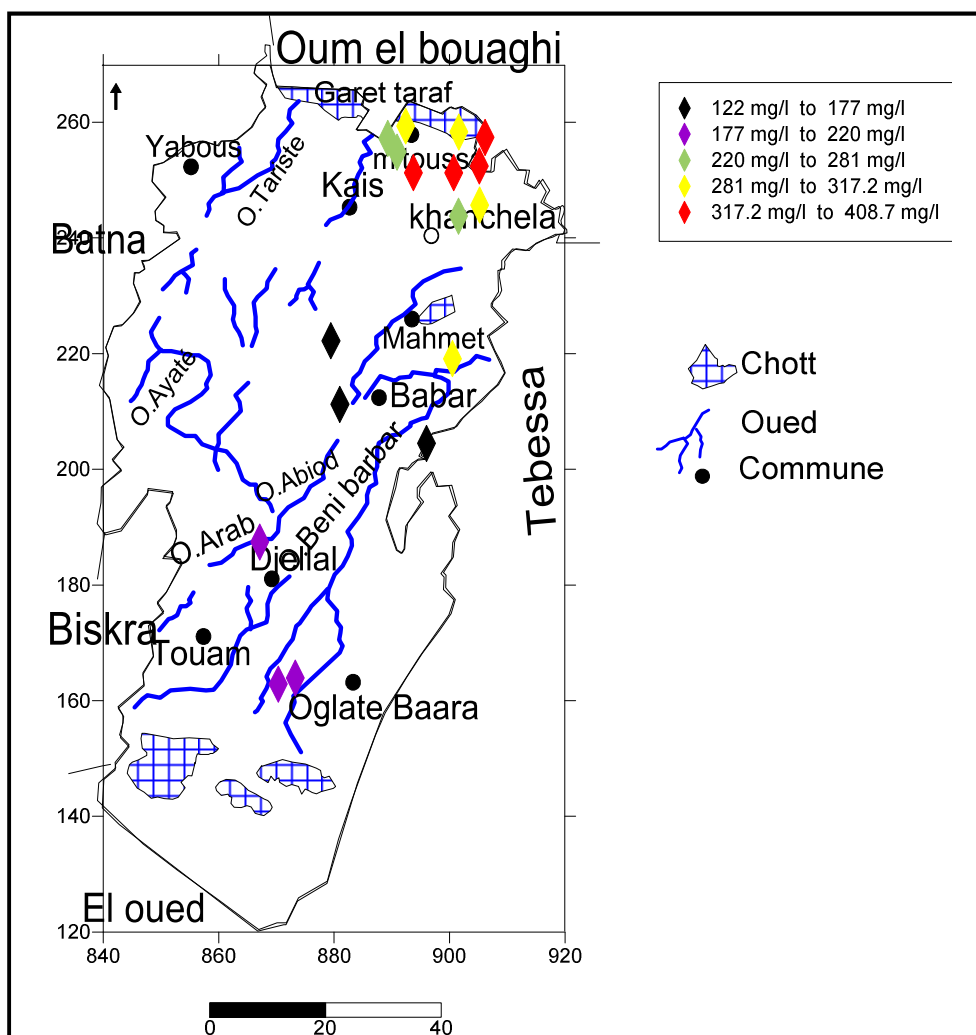 Oum el bouaghi
Garet taraf
260
Yabous
O.Tariste
mtoussa
Kais
khanchela
240
Batna
220
Mahmet
O.Ayate
Babar
Tebessa
200
O.Abiod
O.Beni barbar
O.Arab
Djellal
180
Biskra
Touam
160
Oglate Baara
140
El oued
120
840
860
880
900
920
0
20
40
122 mg/l to 177 mg/l
177 mg/l to 220 mg/l
220 mg/l to 281 mg/l
281 mg/l to 317.2 mg/l
317.2 mg/l to 408.7 mg/l
Chott
Oued
Commune